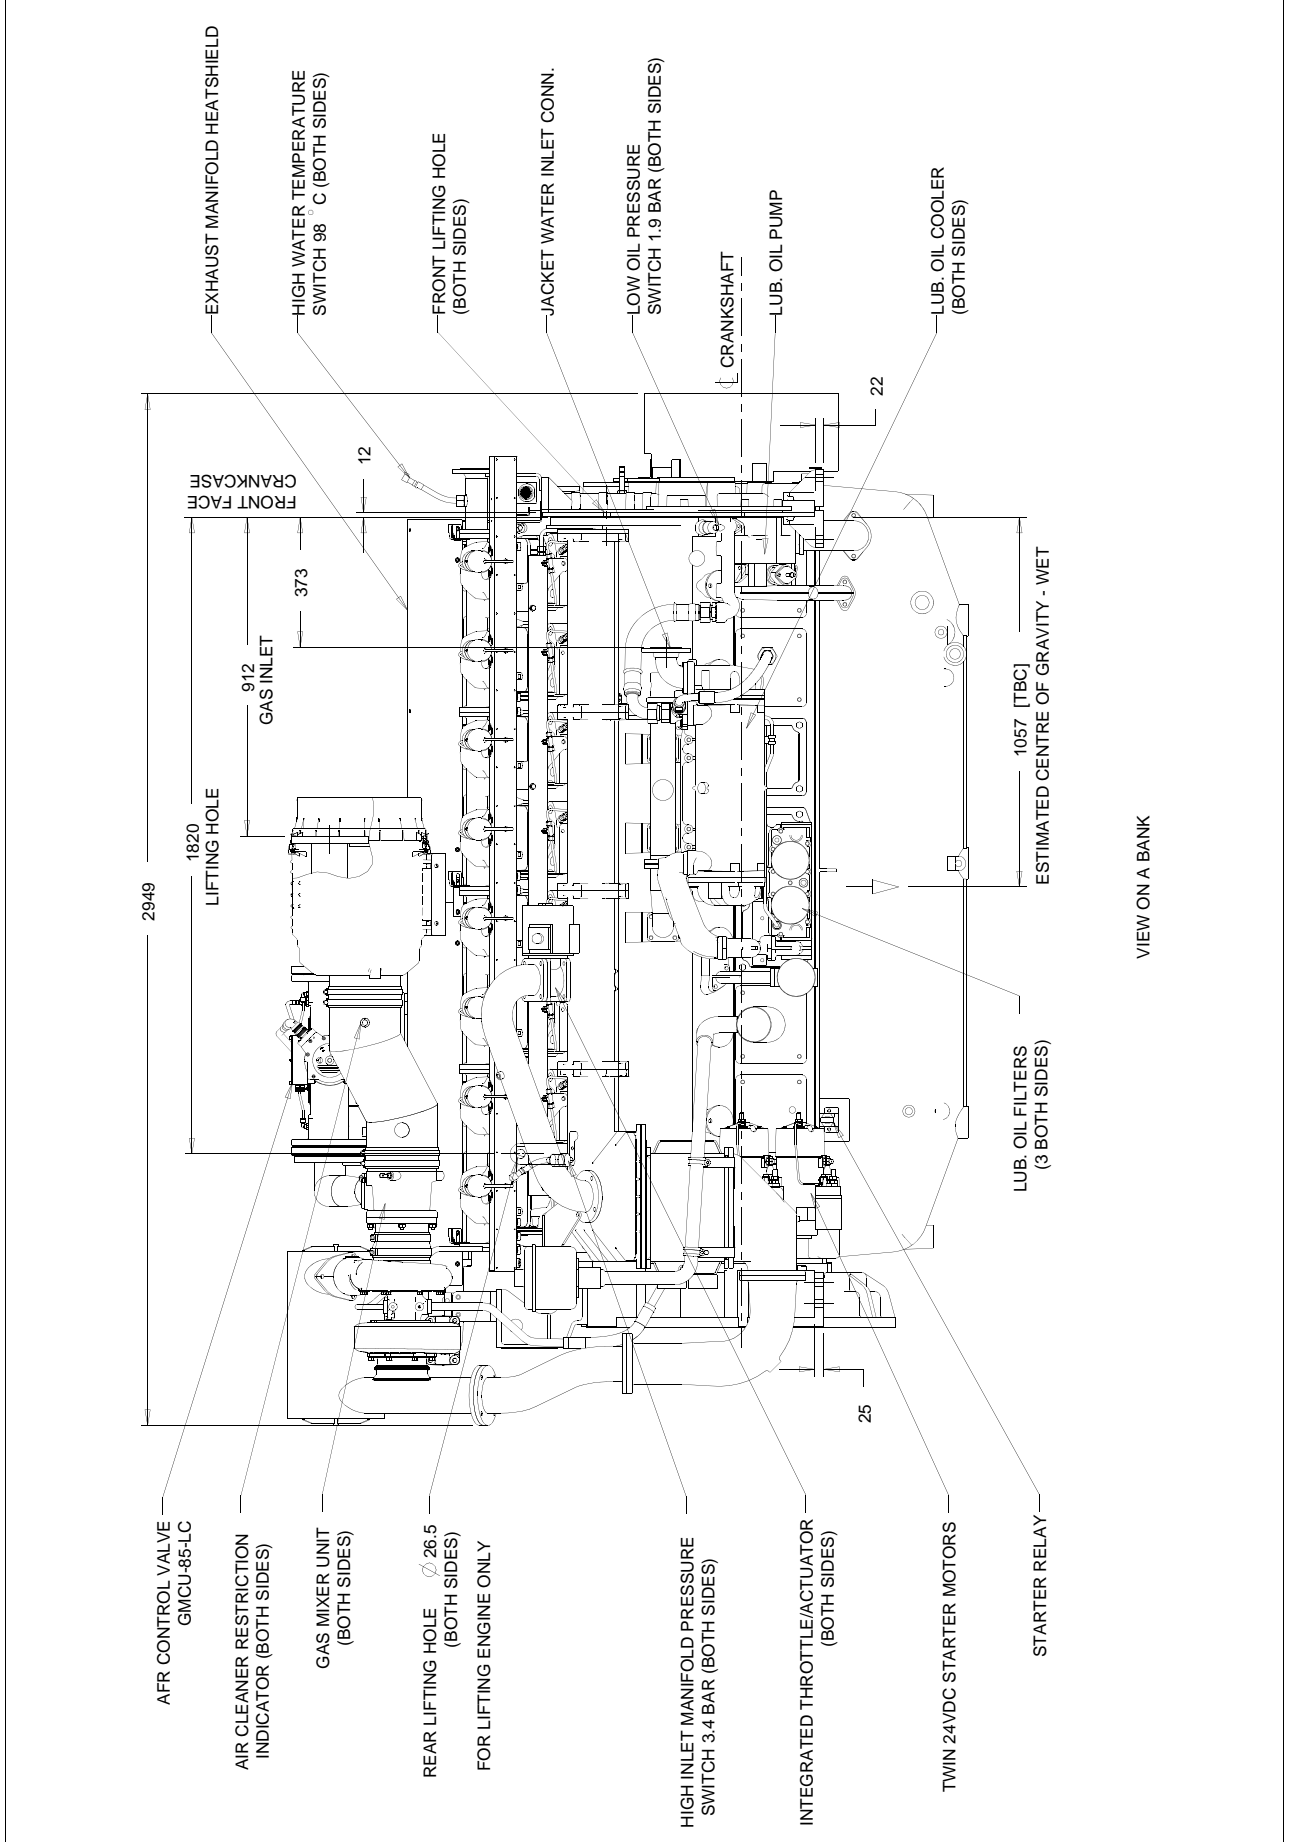 EXHAUST MANIFOLD HEATSHIELD
HIGH WATER TEMPERATURE
SWITCH 98 ° C (BOTH SIDES)
FRONT LIFTING HOLE
(BOTH SIDES)
JACKET WATER INLET CONN.
LOW OIL PRESSURE
SWITCH 1.9 BAR (BOTH SIDES)
CRANKSHAFT
LUB. OIL PUMP
LUB. OIL COOLER
(BOTH SIDES)
2949
1820
LIFTING HOLE
912
GAS INLET
373
12
FRONT FACE
CRANKCASE
22
1057 [TBC]
ESTIMATED CENTRE OF GRAVITY - WET
25
LUB. OIL FILTERS
(3 BOTH SIDES)
AFR CONTROL VALVE
GMCU-85-LC
AIR CLEANER RESTRICTION
INDICATOR (BOTH SIDES)
GAS MIXER UNIT
(BOTH SIDES)
REAR LIFTING HOLE ∅ 26.5
(BOTH SIDES)
FOR LIFTING ENGINE ONLY
HIGH INLET MANIFOLD PRESSURE
SWITCH 3.4 BAR (BOTH SIDES)
INTEGRATED THROTTLE/ACTUATOR
(BOTH SIDES)
TWIN 24VDC STARTER MOTORS
STARTER RELAY
VIEW ON A BANK